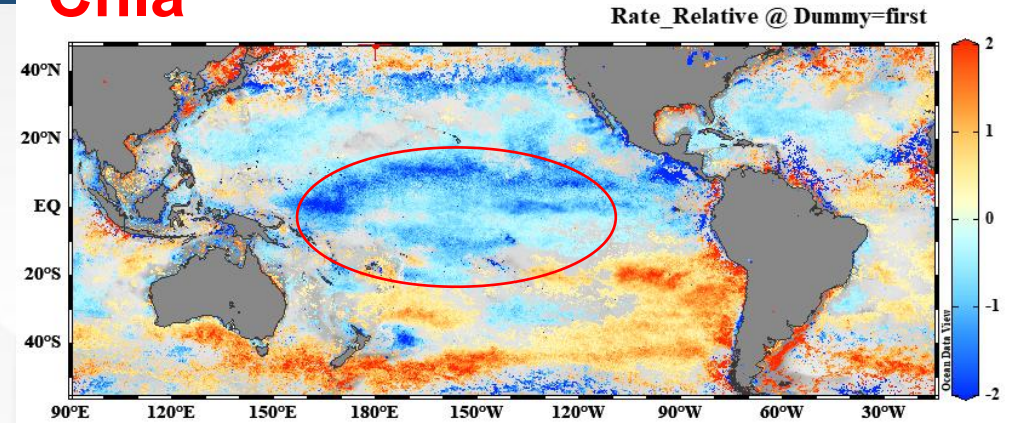 Chla
Rate_Relative @ Dummy=first
40°N
20°N
EQ
20°S
40°S
90°E 120°E 150°E 180°E 150°W 120°W 90°W 60°W 30°W
2
1
0
-1
-2
Ocean Data View